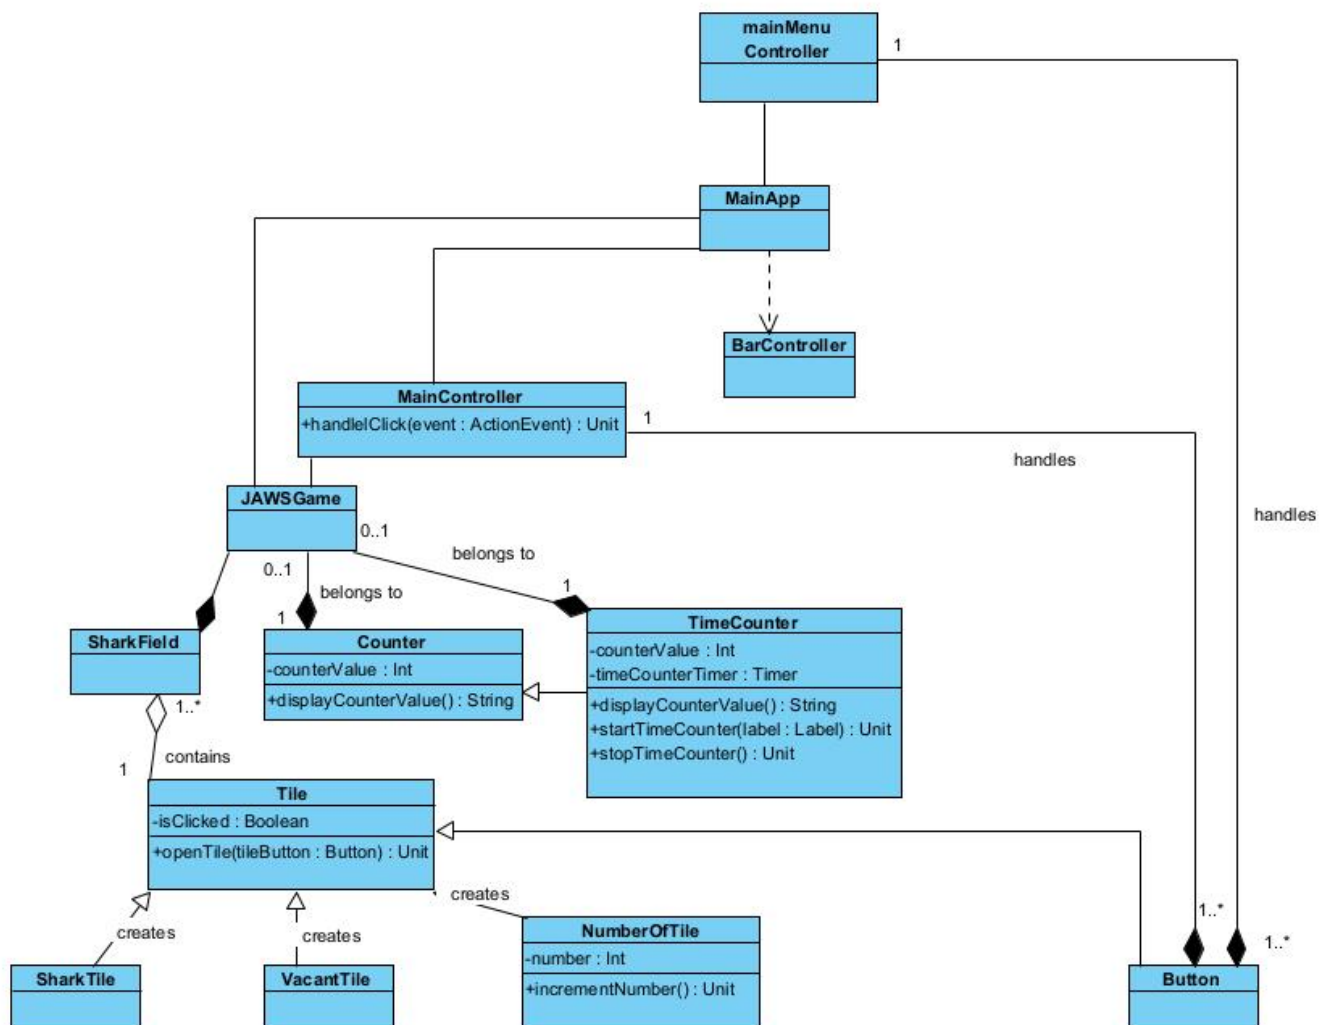 mainMenu
Controller
1
MainApp
BarController
MainController
+handlelClick(event : ActionEvent) : Unit
1
handles
handles
JAWSGame
0..1
0..1
belongs to
belongs to
1
1
SharkField
Counter
-counterValue : Int
+displayCounterValue() : String
TimeCounter
-counterValue : Int
-timeCounterTimer : Timer
+displayCounterValue() : String
+startTimeCounter(label : Label) : Unit
+stopTimeCounter() : Unit
1..*
contains
1
Tile
-isClicked : Boolean
+openTile(tileButton : Button) : Unit
creates
creates
creates
NumberOfTile
-number : Int
+incrementNumber() : Unit
SharkTile
VacantTile
1..*
1..*
Button